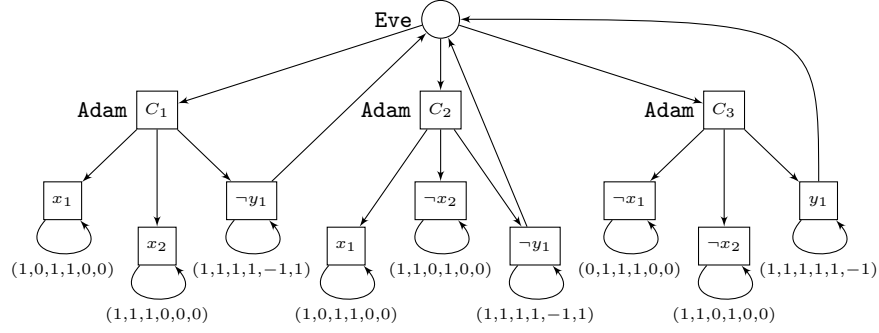 Eve
Adam C₁ Adam C₂ Adam C₃
x₁ ¬y₁ ¬x₂ ¬x₁ y₁
x₂ x₁ ¬y₁ ¬x₂
(1,0,1,1,0,0) (1,1,1,1,-1,1) (1,1,0,1,0,0) (0,1,1,1,0,0) (1,1,1,1,1,-1)
(1,1,1,0,0,0) (1,0,1,1,0,0) (1,1,1,1,-1,1) (1,1,0,1,0,0)